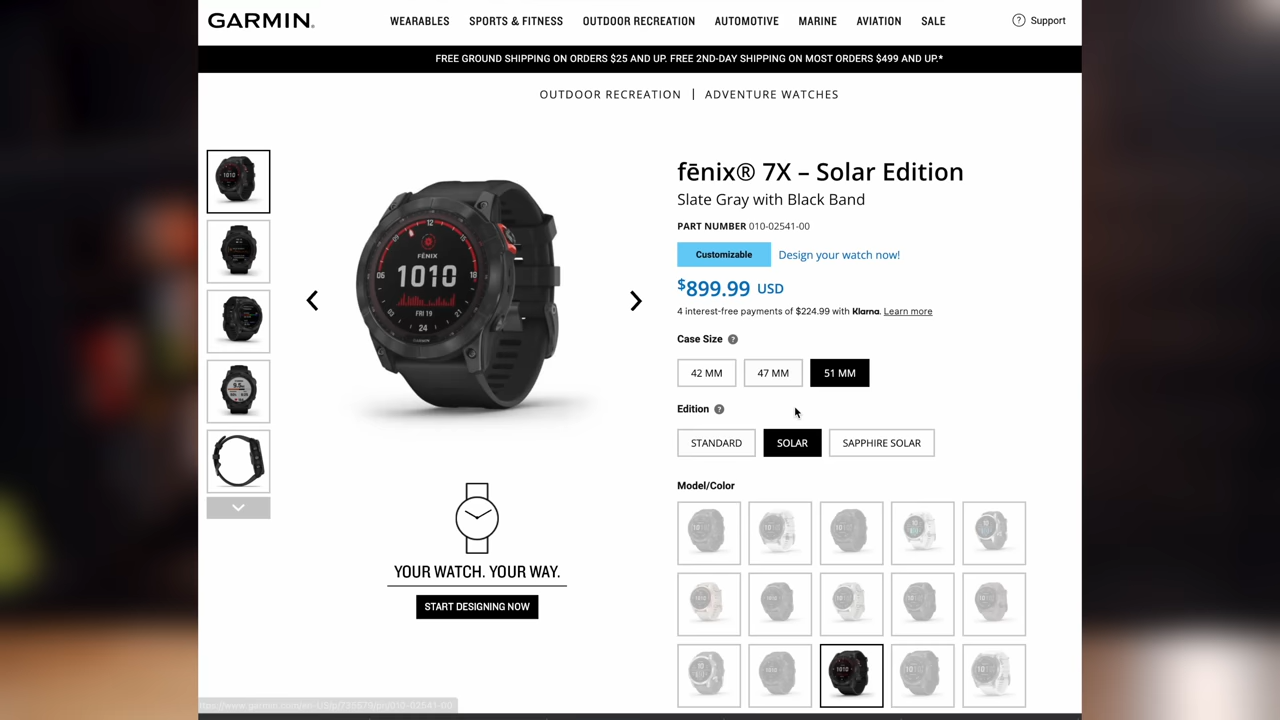 GARMIN.
WEARABLES SPORTS & FITNESS OUTDOOR RECREATION AUTOMOTIVE MARINE AVIATION SALE
? Support
FREE GROUND SHIPPING ON ORDERS $25 AND UP. FREE 2ND-DAY SHIPPING ON MOST ORDERS $499 AND UP.*
OUTDOOR RECREATION | ADVENTURE WATCHES
fēnix® 7X – Solar Edition
Slate Gray with Black Band
PART NUMBER 010-02541-00
Customizable Design your watch now!
$899.99 USD
4 interest-free payments of $224.99 with Klarna. Learn more
Case Size ?
42 MM 47 MM 51 MM
Edition ?
STANDARD SOLAR SAPPHIRE SOLAR
Model/Color
12
FĒNIX
1010
FRI 19
24
GARMIN
YOUR WATCH. YOUR WAY.
START DESIGNING NOW